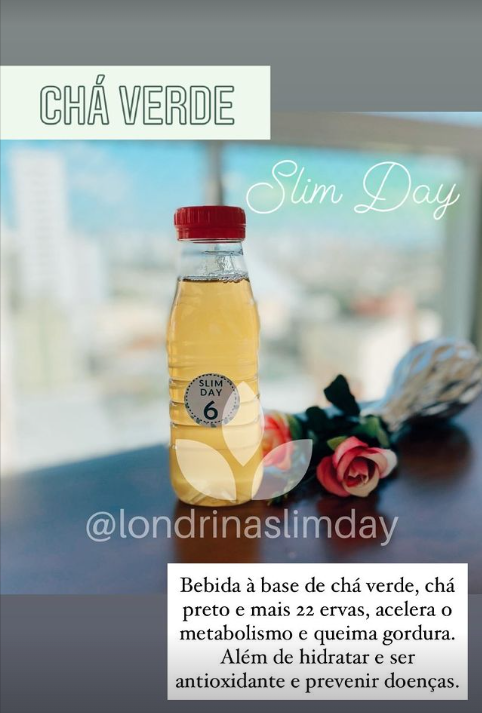 CHÁ VERDE
Slim Day
SLIM
DAY
6
@londrinaslimday
Bebida à base de chá verde, chá
preto e mais 22 ervas, acelera o
metabolismo e queima gordura.
Além de hidratar e ser
antioxidante e prevenir doenças.